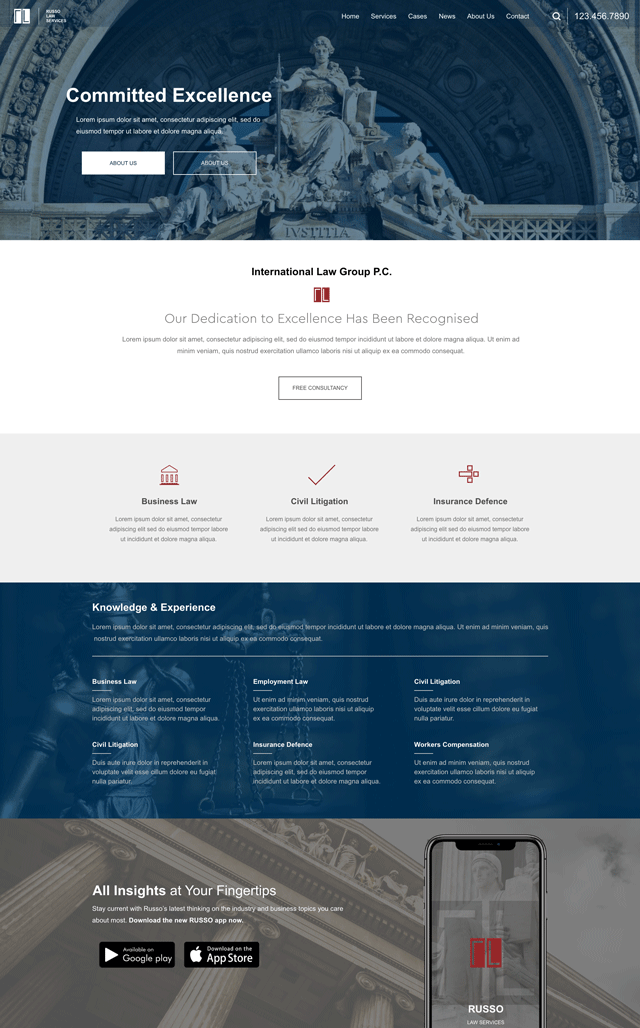 RUSSO
LAW
SERVICES
Home Services Cases News About Us Contact 123.456.7890
Committed Excellence
Lorem ipsum dolor sit amet, consectetur adipiscing elit, sed do
eiusmod tempor ut labore et dolore magna aliqua.
ABOUT US ABOUT US
IVSTITIA
International Law Group P.C.
Our Dedication to Excellence Has Been Recognised
Lorem ipsum dolor sit amet, consectetur adipiscing elit, sed do eiusmod tempor incididunt ut labore et dolore magna aliqua. Ut enim ad
minim veniam, quis nostrud exercitation ullamco laboris nisi ut aliquip ex ea commodo consequat.
FREE CONSULTANCY
Business Law
Lorem ipsum dolor sit amet, consectetur
adipiscing elit sed do eiusmod tempor labore
ut incididunt et dolore magna aliqua
Civil Litigation
Lorem ipsum dolor sit amet, consectetur
adipiscing elit sed do eiusmod tempor labore
ut incididunt et dolore magna aliqua.
Insurance Defence
Lorem ipsum dolor sit amet, consectetur
adipiscing elit sed do eiusmod tempor labore
ut incididunt et dolore magna aliqua.
Knowledge & Experience
Lorem ipsum dolor sit amet, consectetur adipiscing elit, sed do eiusmod tempor incididunt ut labore et dolore magna aliqua. Ut enim ad minim veniam, quis
nostrud exercitation ullamco laboris nisi ut aliquip ex ea commodo consequat.
Business Law
Lorem ipsum dolor sit amet, consectetur
adipiscing elit, sed do eiusmod tempor
incididunt ut labore et dolore magna aliqua.
Employment Law
Ut enim ad minim veniam, quis nostrud
exercitation ullamco laboris nisi ut aliquip
ex ea commodo consequat.
Civil Litigation
Duis aute irure dolor in reprehenderit in
voluptate velit esse cillum dolore eu fugiat
nulla pariatur.
Civil Litigation
Duis aute irure dolor in reprehenderit in
voluptate velit esse cillum dolore eu fugiat
nulla pariatur.
Insurance Defence
Lorem ipsum dolor sit amet, consectetur
adipiscing elit, sed do eiusmod tempor
incididunt ut labore et dolore magna aliqua.
Workers Compensation
Ut enim ad minim veniam, quis nostrud
exercitation ullamco laboris nisi ut aliquip
ex ea commodo consequat.
All Insights at Your Fingertips
Stay current with Russo's latest thinking on the industry and business topics you care
about most. Download the new RUSSO app now.
Available on
Google play
Download on the
App Store
RUSSO
LAW SERVICES